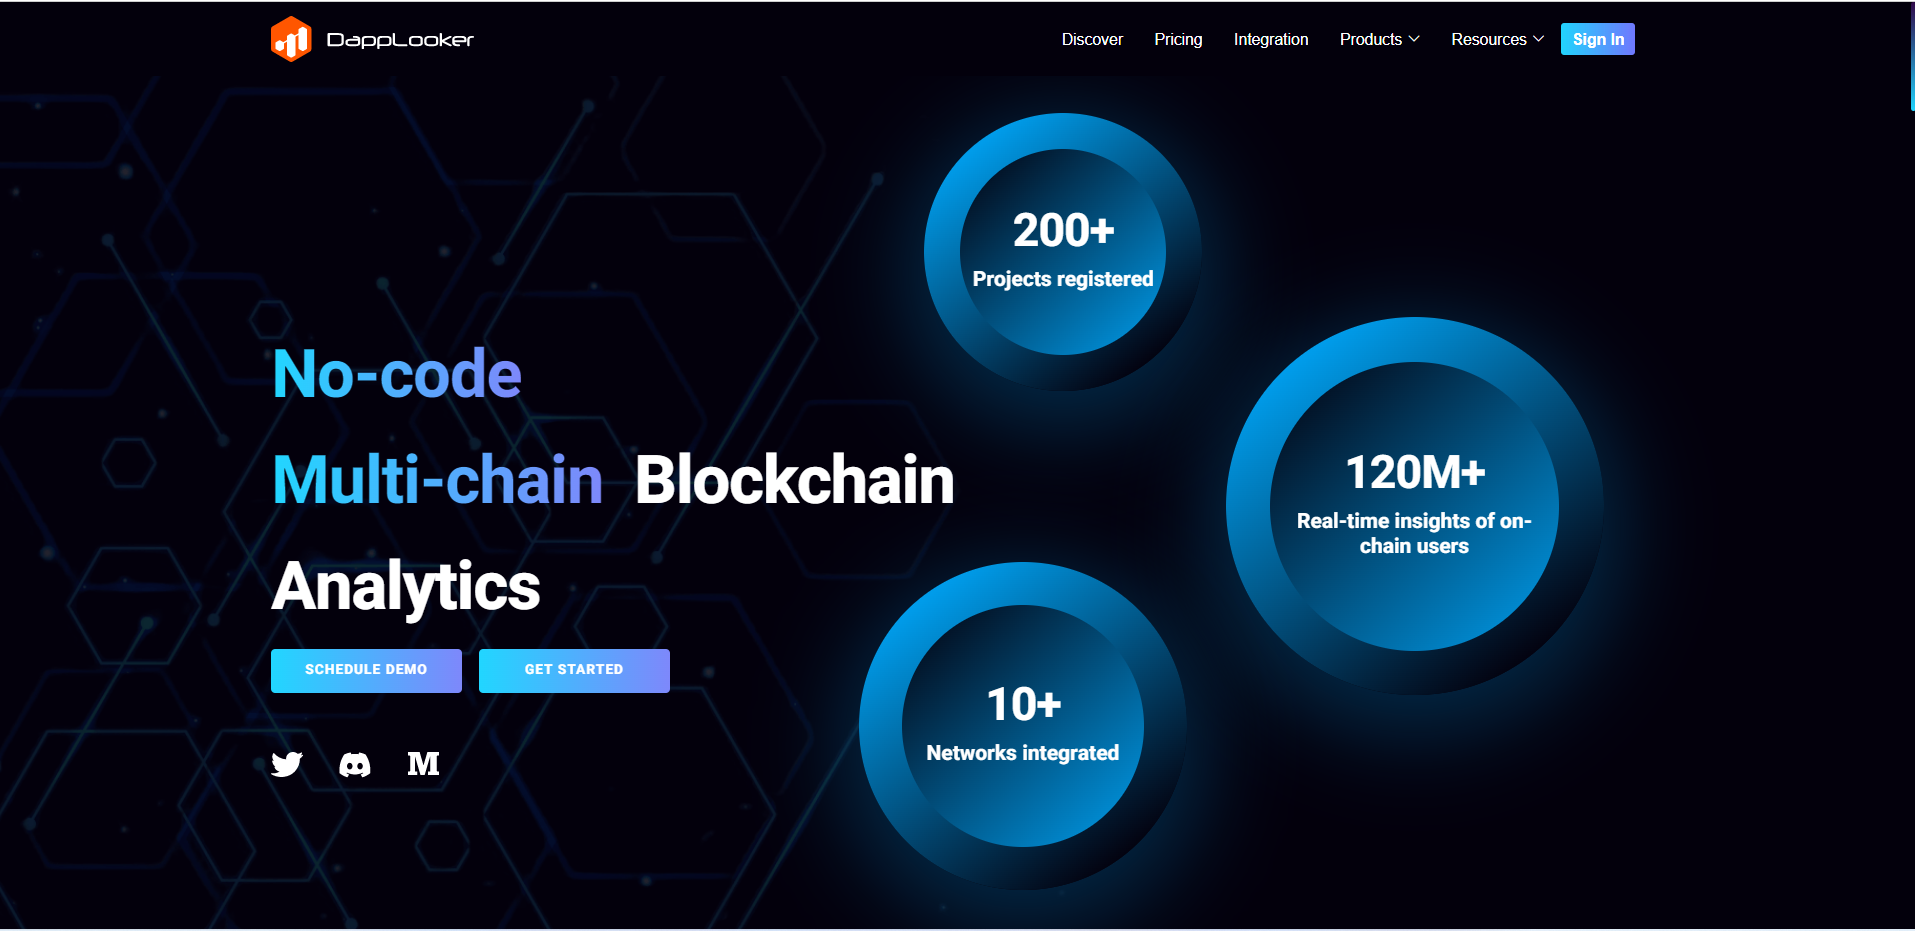 DappLooker
Discover Pricing Integration Products Resources Sign In
200+
Projects registered
120M+
Real-time insights of on-
chain users
No-code
Multi-chain Blockchain
Analytics
SCHEDULE DEMO GET STARTED
10+
Networks integrated
M